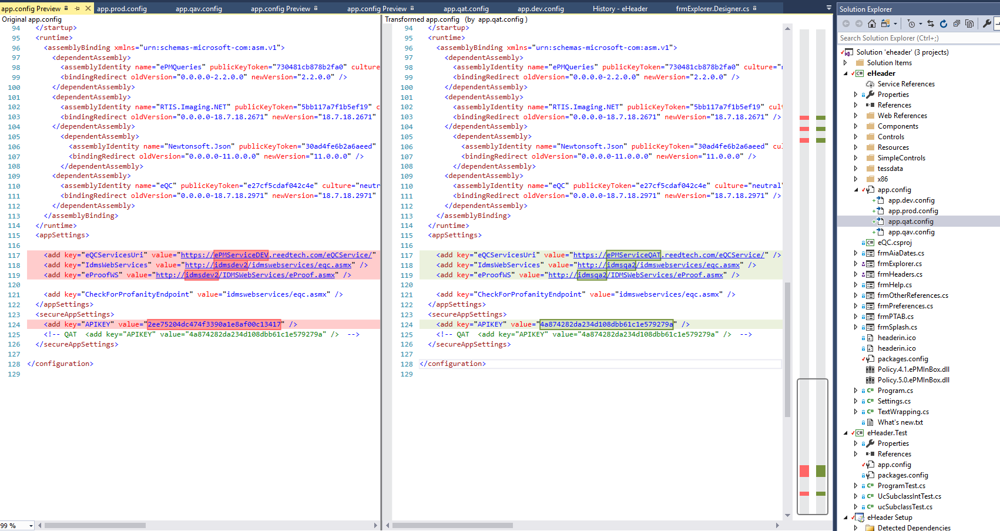 app.config Preview
app.prod.config
app.qav.config
app.config Preview
app.config Preview
app.qat.config
app.dev.config
History - eHeader
frmExplorer.Designer.cs
Original app.config
94 </startup>
95 <runtime>
96 <assemblyBinding xmlns="urn:schemas-microsoft-com:asm.v1">
97 <dependentAssembly>
98 <assemblyIdentity name="ePMQueries" publicKeyToken="730481cb878b2fa0" culture
99 <bindingRedirect oldVersion="0.0.0.0-2.2.0.0" newVersion="2.2.0.0" />
100 </dependentAssembly>
101 <dependentAssembly>
102 <assemblyIdentity name="RTIS.Imaging.NET" publicKeyToken="5bb117a7f1b5ef19" c
103 <bindingRedirect oldVersion="0.0.0.0-18.7.18.2671" newVersion="18.7.18.2671"
104 </dependentAssembly>
105 <dependentAssembly>
106 <assemblyIdentity name="Newtonsoft.Json" publicKeyToken="30ad4fe6b2a6aeed"
107 <bindingRedirect oldVersion="0.0.0.0-11.0.0.0" newVersion="11.0.0.0" />
108 </dependentAssembly>
109 <dependentAssembly>
110 <assemblyIdentity name="eQC" publicKeyToken="e27cf5cdaf042c4e" culture="neutr
111 <bindingRedirect oldVersion="0.0.0.0-18.7.18.2971" newVersion="18.7.18.2971"
112 </dependentAssembly>
113 </assemblyBinding>
114 </runtime>
115 <appSettings>
116
117 <add key="eQCServicesUri" value="https://ePMServiceDEV.reedtech.com/eQCService/"
118 <add key="IdmsWebServices" value="http://idmsdev2/idmswebservices/eqc.asmx" />
119 <add key="eProofWS" value="http://idmsdev2/IDMSWebServices/eProof.asmx" />
120
121 <add key="CheckForProfanityEndpoint" value="idmswebservices/eqc.asmx" />
122 </appSettings>
123 <secureAppSettings>
124 <add key="APIKEY" value="2ee75204dc474f3390a1e8af00c13417" />
125 <!-- QAT <add key="APIKEY" value="4a874282da234d108dbb61c1e579279a" /> -->
126 </secureAppSettings>
127
128 </configuration>
129
99 %
Transformed app.config (by app.qat.config )
94 </startup>
95 <runtime>
96 <assemblyBinding xmlns="urn:schemas-microsoft-com:asm.v1">
97 <dependentAssembly>
98 <assemblyIdentity name="ePMQueries" publicKeyToken="730481cb878b2fa0" culture="
99 <bindingRedirect oldVersion="0.0.0.0-2.2.0.0" newVersion="2.2.0.0" />
100 </dependentAssembly>
101 <dependentAssembly>
102 <assemblyIdentity name="RTIS.Imaging.NET" publicKeyToken="5bb117a7f1b5ef19" cul
103 <bindingRedirect oldVersion="0.0.0.0-18.7.18.2671" newVersion="18.7.18.2671" />
104 </dependentAssembly>
105 <dependentAssembly>
106 <assemblyIdentity name="Newtonsoft.Json" publicKeyToken="30ad4fe6b2a6aeed" cu
107 <bindingRedirect oldVersion="0.0.0.0-11.0.0.0" newVersion="11.0.0.0" />
108 </dependentAssembly>
109 <dependentAssembly>
110 <assemblyIdentity name="eQC" publicKeyToken="e27cf5cdaf042c4e" culture="neutral"
111 <bindingRedirect oldVersion="0.0.0.0-18.7.18.2971" newVersion="18.7.18.2971" />
112 </dependentAssembly>
113 </assemblyBinding>
114 </runtime>
115 <appSettings>
116
117 <add key="eQCServicesUri" value="https://ePMServiceQAT.reedtech.com/eQCService/" />
118 <add key="IdmsWebServices" value="http://idmsqa2/idmswebservices/eqc.asmx" />
119 <add key="eProofWS" value="http://idmsqa2/IDMSWebServices/eProof.asmx" />
120
121 <add key="CheckForProfanityEndpoint" value="idmswebservices/eqc.asmx" />
122 </appSettings>
123 <secureAppSettings>
124 <add key="APIKEY" value="4a874282da234d108dbb61c1e579279a" />
125 <!-- QAT <add key="APIKEY" value="4a874282da234d108dbb61c1e579279a" /> -->
126 </secureAppSettings>
127
128 </configuration>
129
Solution Explorer
Search Solution Explorer (Ctrl+;)
Solution 'eheader' (3 projects)
Solution Items
C# eHeader
Service References
Properties
References
Web References
Components
Controls
Resources
SimpleControls
tessdata
x86
app.config
app.dev.config
app.prod.config
app.qat.config
app.qav.config
C# eQC.csproj
frmAiaDates.cs
frmExplorer.cs
frmHeaders.cs
frmHelp.cs
frmOtherReferences.cs
frmPreferences.cs
frmPTAB.cs
frmSplash.cs
headerin.ico
headerin.ico
packages.config
Policy.4.1.ePMInBox.dll
Policy.5.0.ePMInBox.dll
C# Program.cs
C# Settings.cs
C# TextWrapping.cs
What's new.txt
C# eHeader.Test
Properties
References
app.config
packages.config
C# ProgramTest.cs
C# UcSubclassIntTest.cs
C# ucSubclassTest.cs
eHeader Setup
Detected Dependencies